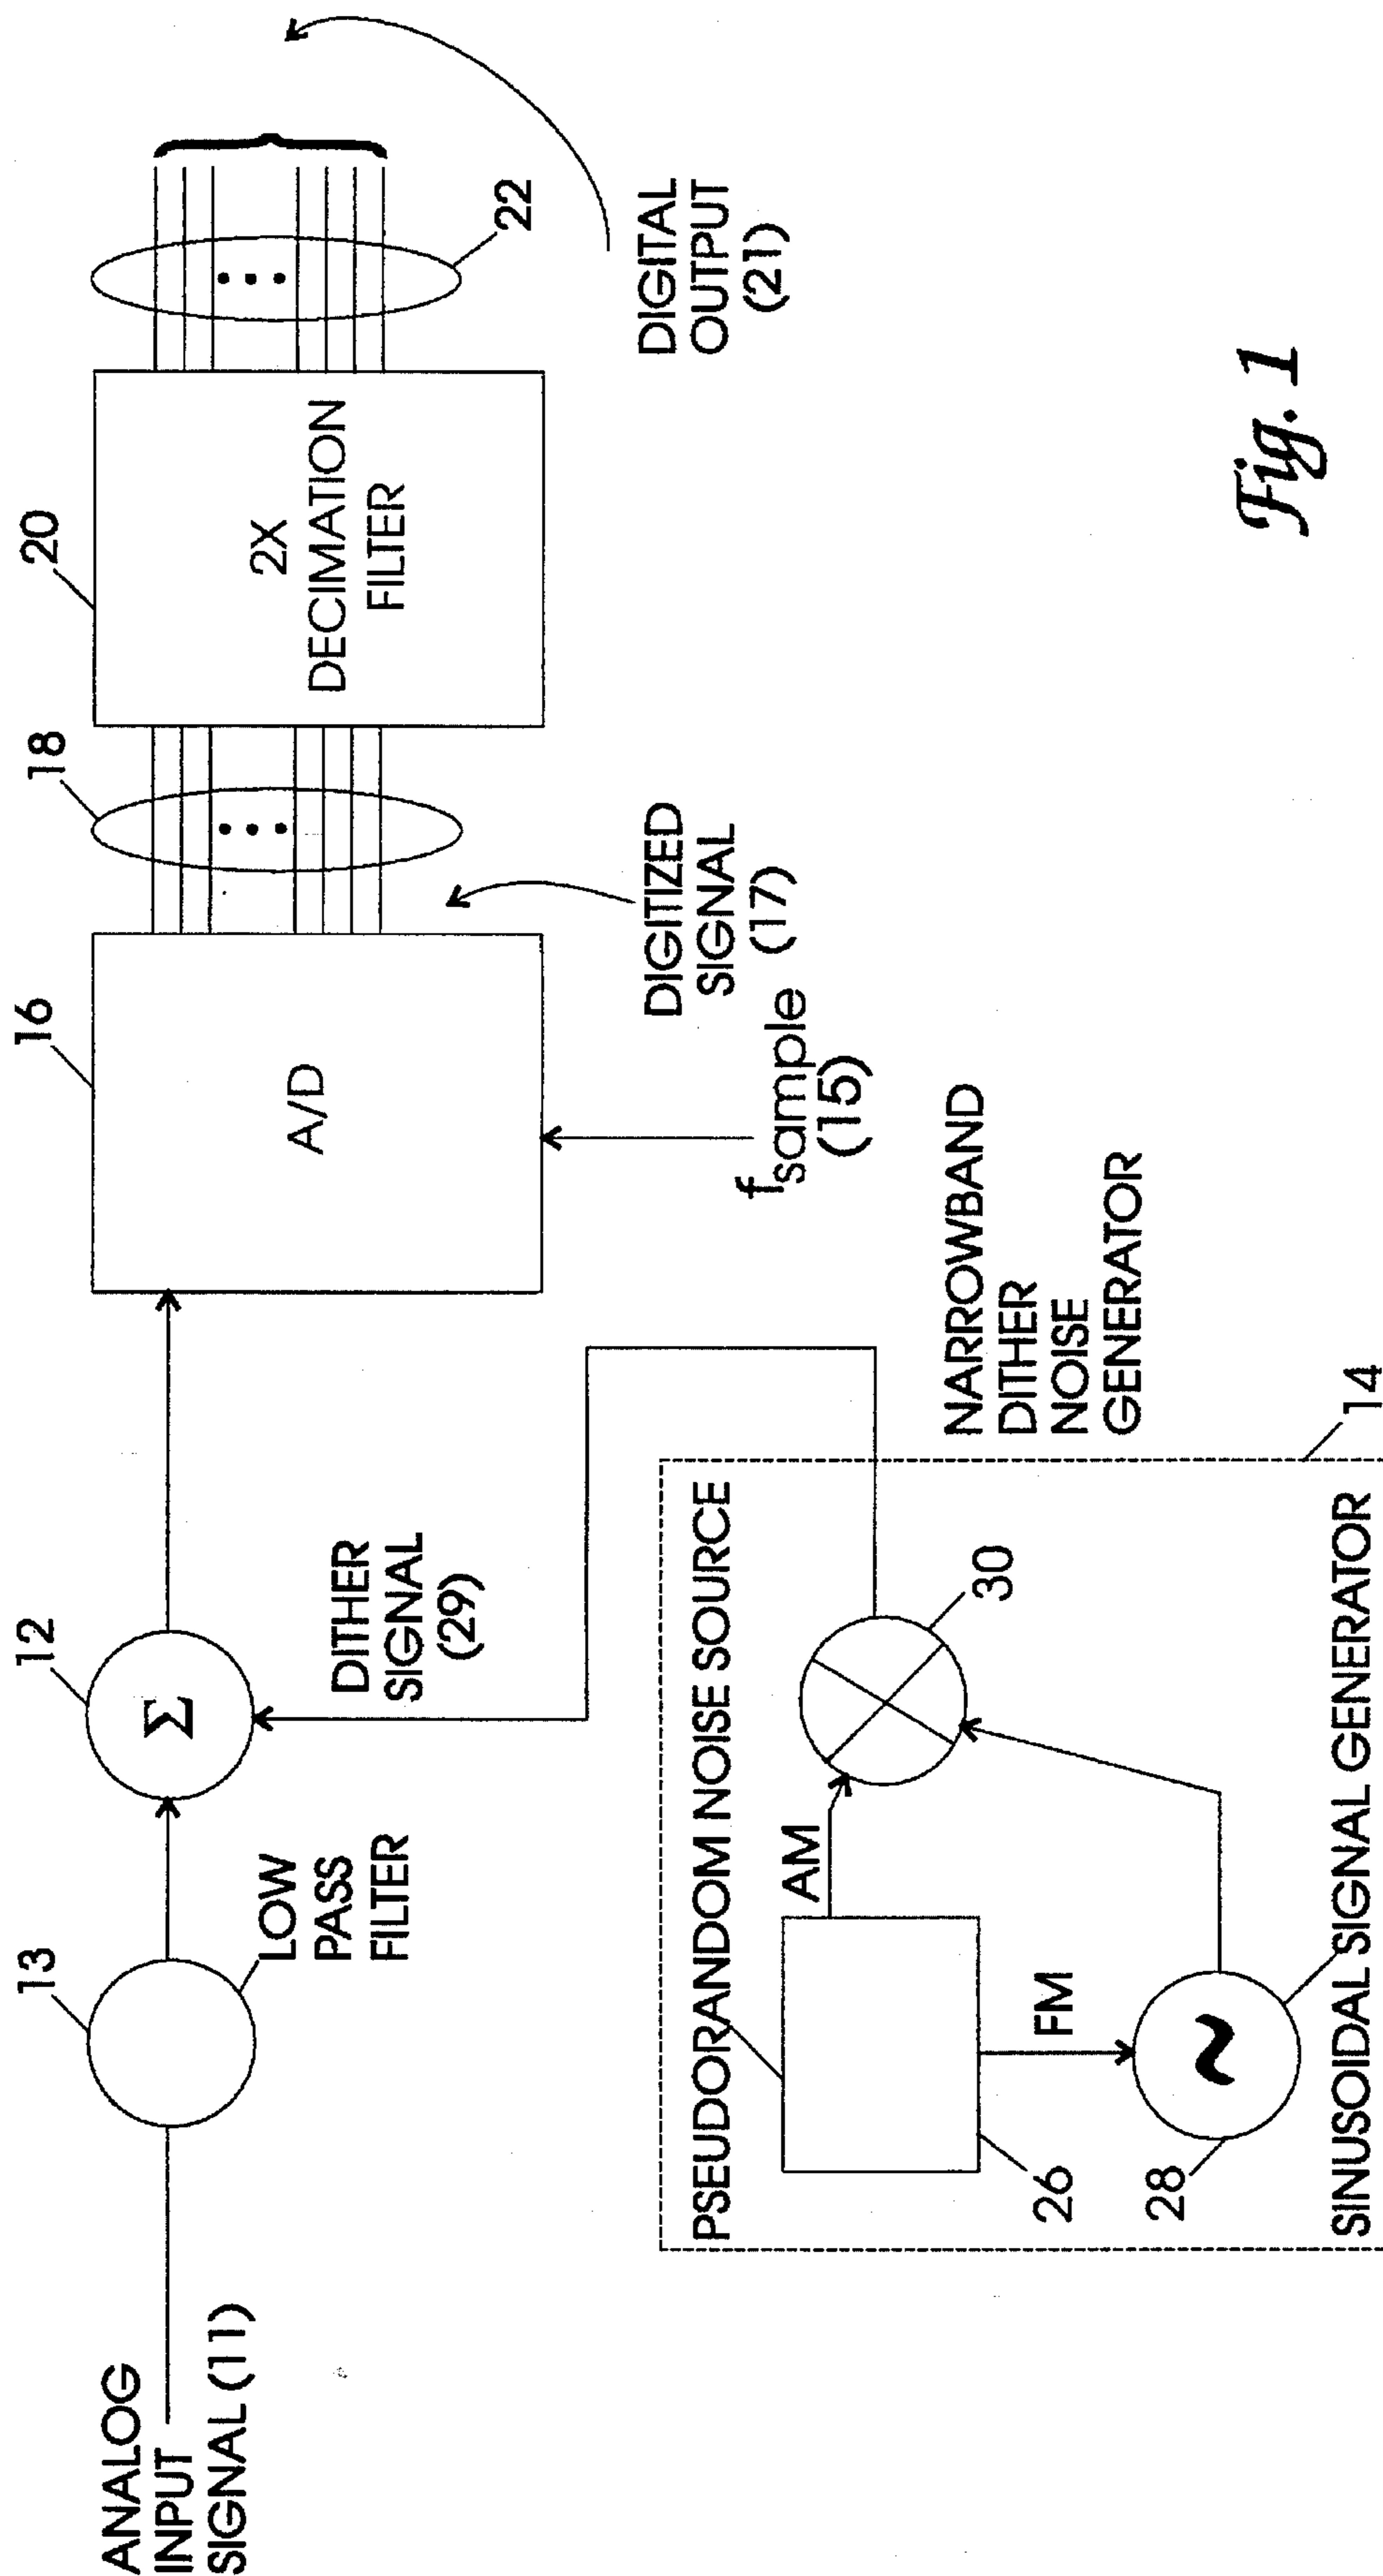 ANALOG
INPUT
SIGNAL (11)
13
LOW
PASS
FILTER
12
Σ
DITHER
SIGNAL
(29)
16
A/D
fsample
(15)
18
DIGITIZED
SIGNAL
(17)
20
2X
DECIMATION
FILTER
22
DIGITAL
OUTPUT
(21)
PSEUDORANDOM NOISE SOURCE
AM
FM
26
28
~
30
SINUSOIDAL SIGNAL GENERATOR
14
NARROWBAND
DITHER
NOISE
GENERATOR
Fig. 1